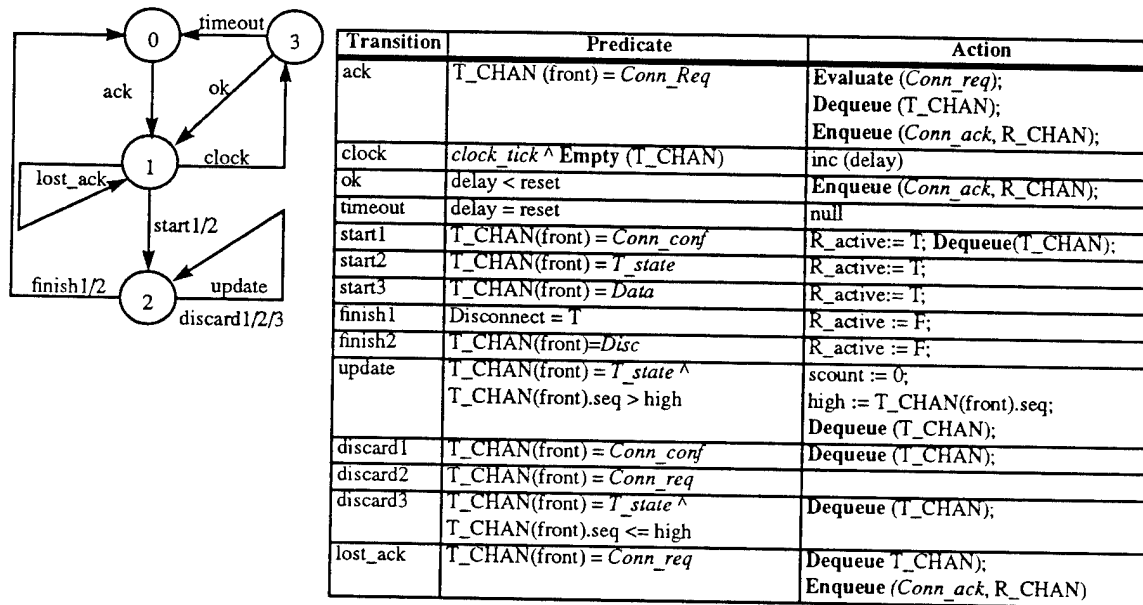 timeout
0
3
ack
ok
1
clock
lost_ack
start1/2
finish1/2
2
update
discard1/2/3
Transition Predicate Action
ack T_CHAN (front) = Conn_Req Evaluate (Conn_req);
Dequeue (T_CHAN);
Enqueue (Conn_ack, R_CHAN);
clock clock_tick ^ Empty (T_CHAN) inc (delay)
ok delay < reset Enqueue (Conn_ack, R_CHAN);
timeout delay = reset null
start1 T_CHAN(front) = Conn_conf R_active:= T; Dequeue(T_CHAN);
start2 T_CHAN(front) = T_state R_active:= T;
start3 T_CHAN(front) = Data R_active:= T;
finish1 Disconnect = T R_active := F;
finish2 T_CHAN(front)=Disc R_active := F;
update T_CHAN(front) = T_state ^ scount := 0;
T_CHAN(front).seq > high high := T_CHAN(front).seq;
Dequeue (T_CHAN);
discard1 T_CHAN(front) = Conn_conf Dequeue (T_CHAN);
discard2 T_CHAN(front) = Conn_req
discard3 T_CHAN(front) = T_state ^ Dequeue (T_CHAN);
T_CHAN(front).seq <= high
lost_ack T_CHAN(front) = Conn_req Dequeue T_CHAN);
Enqueue (Conn_ack, R_CHAN)